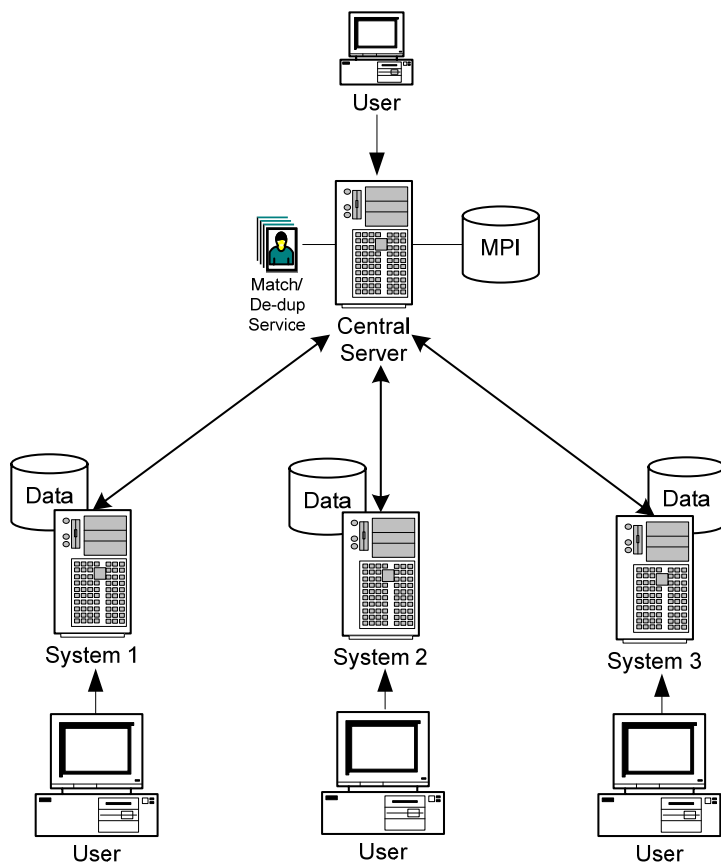 User
MPI
Match/
De-dup
Service
Central
Server
Data
Data
Data
System 1
System 2
System 3
User
User
User